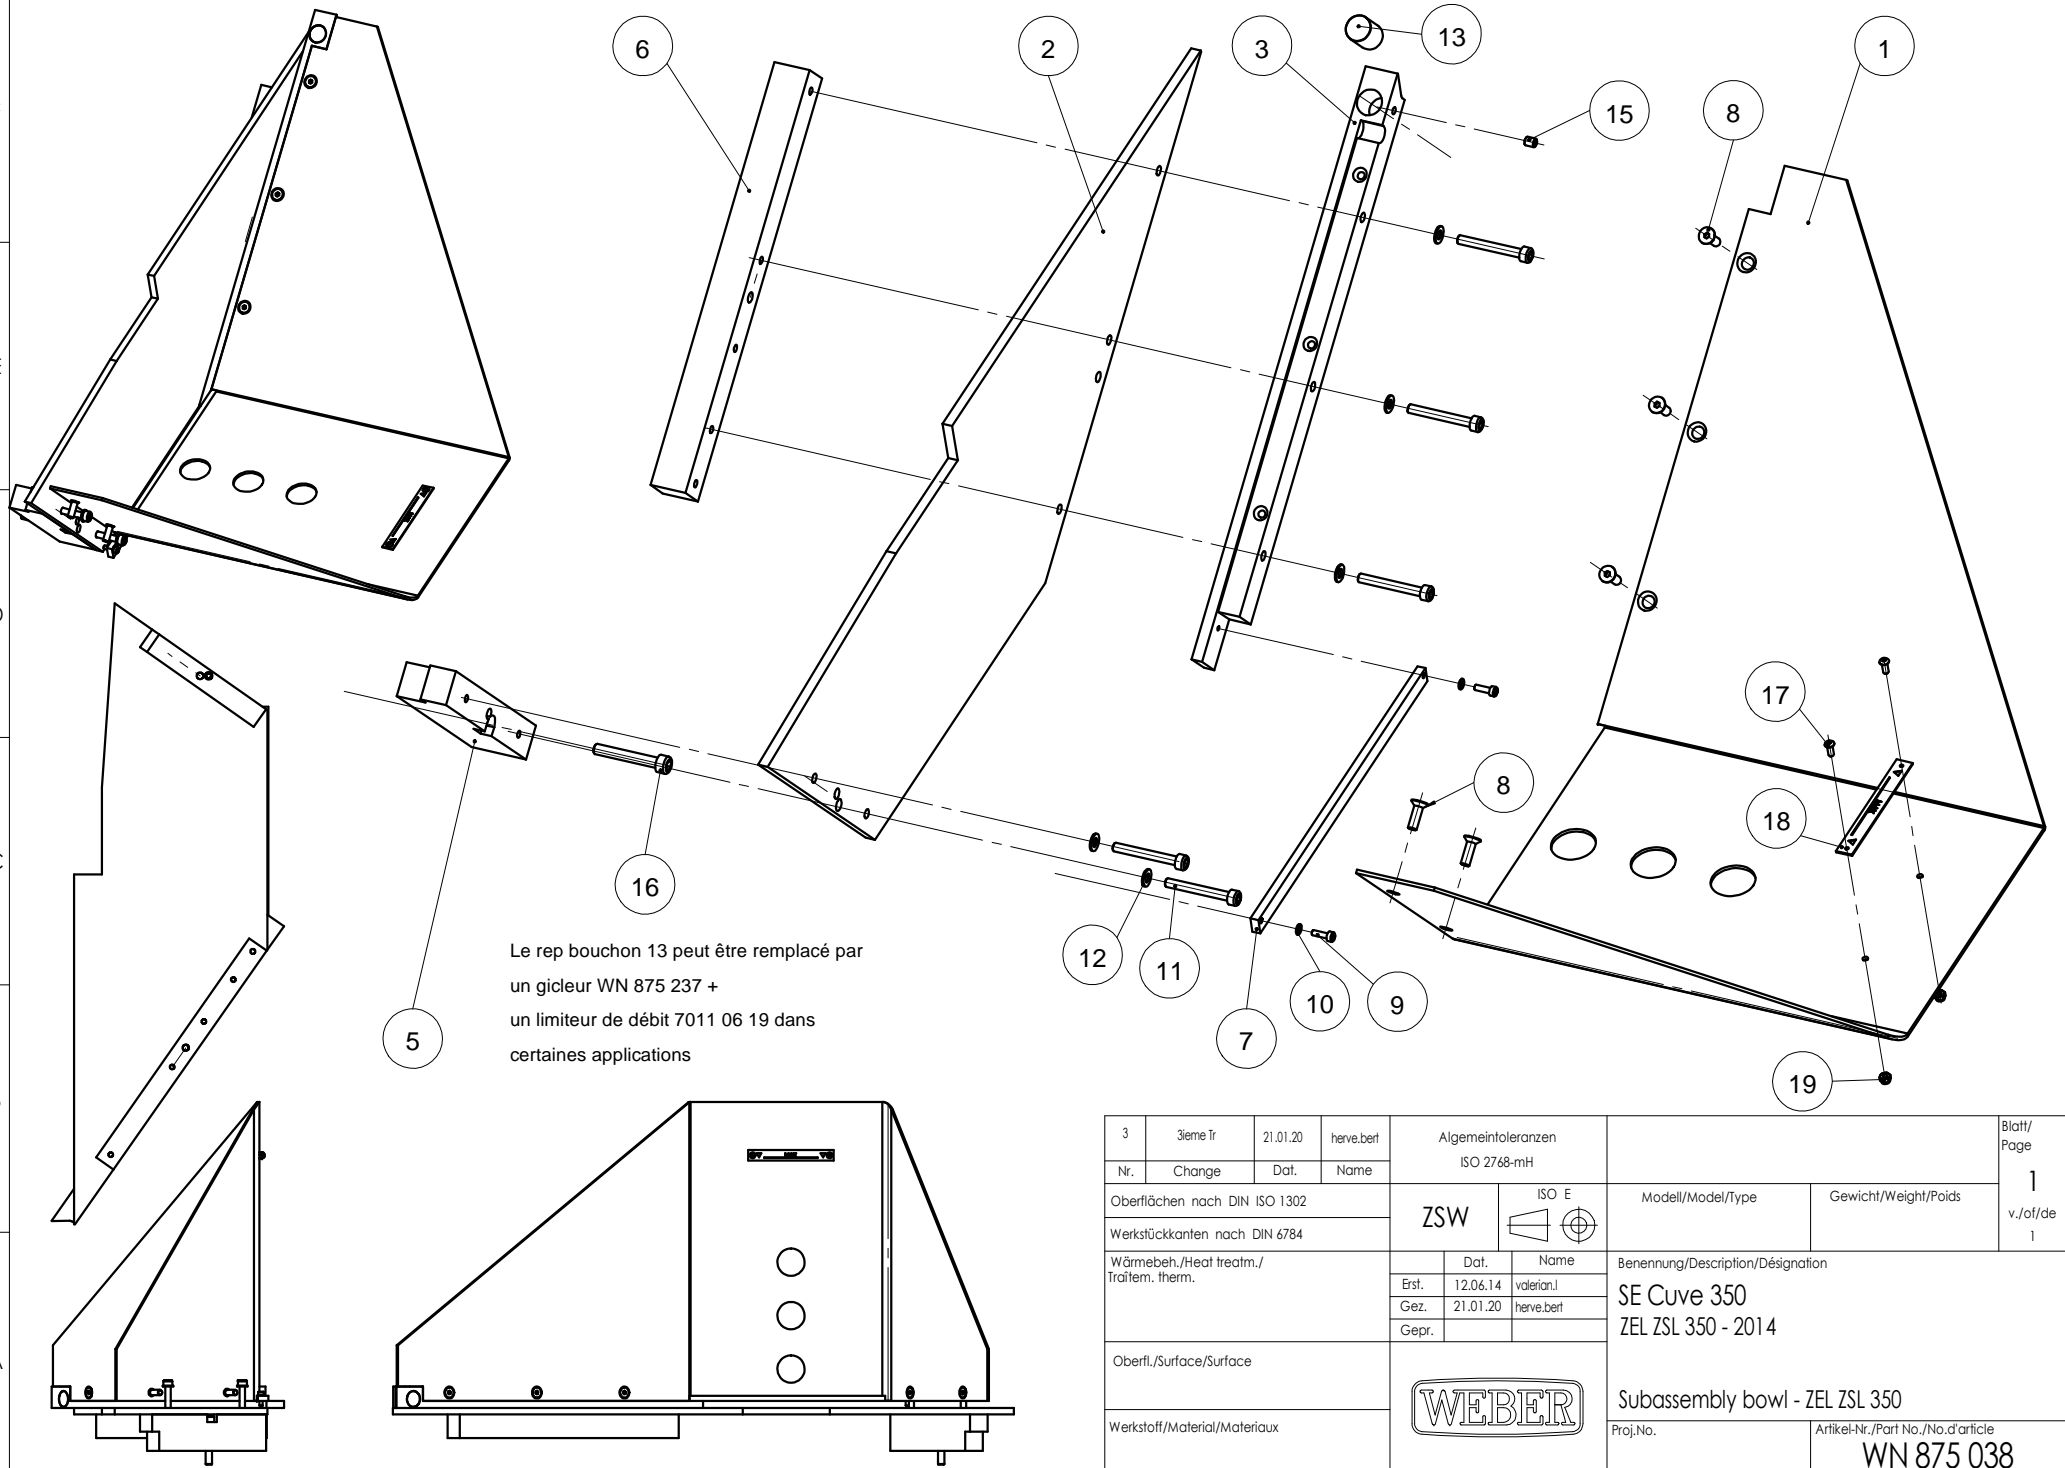 13
6
2
3
1
15
8
17
8
18
16
12
11
10
9
7
5
19
Le rep bouchon 13 peut être remplacé par
un gicleur WN 875 237 +
un limiteur de débit 7011 06 19 dans
certaines applications
3 3ieme Tr 21.01.20 herve.bert
Nr. Change Dat. Name
Algemeintoleranzen
ISO 2768-mH
Blatt/
Page
1
v./of/de
1
Oberflächen nach DIN ISO 1302
Werkstückkanten nach DIN 6784
ZSW
ISO E
Modell/Model/Type
Gewicht/Weight/Poids
Wärmebeh./Heat treatm./
Traîtem. therm.
Dat. Name
Erst. 12.06.14 valerian.l
Gez. 21.01.20 herve.bert
Gepr.
Benennung/Description/Désignation
SE Cuve 350
ZEL ZSL 350 - 2014
Subassembly bowl - ZEL ZSL 350
Oberfl./Surface/Surface
WEBER
Werkstoff/Material/Materiaux
Proj.No.
Artikel-Nr./Part No./No.d'article
WN 875 038